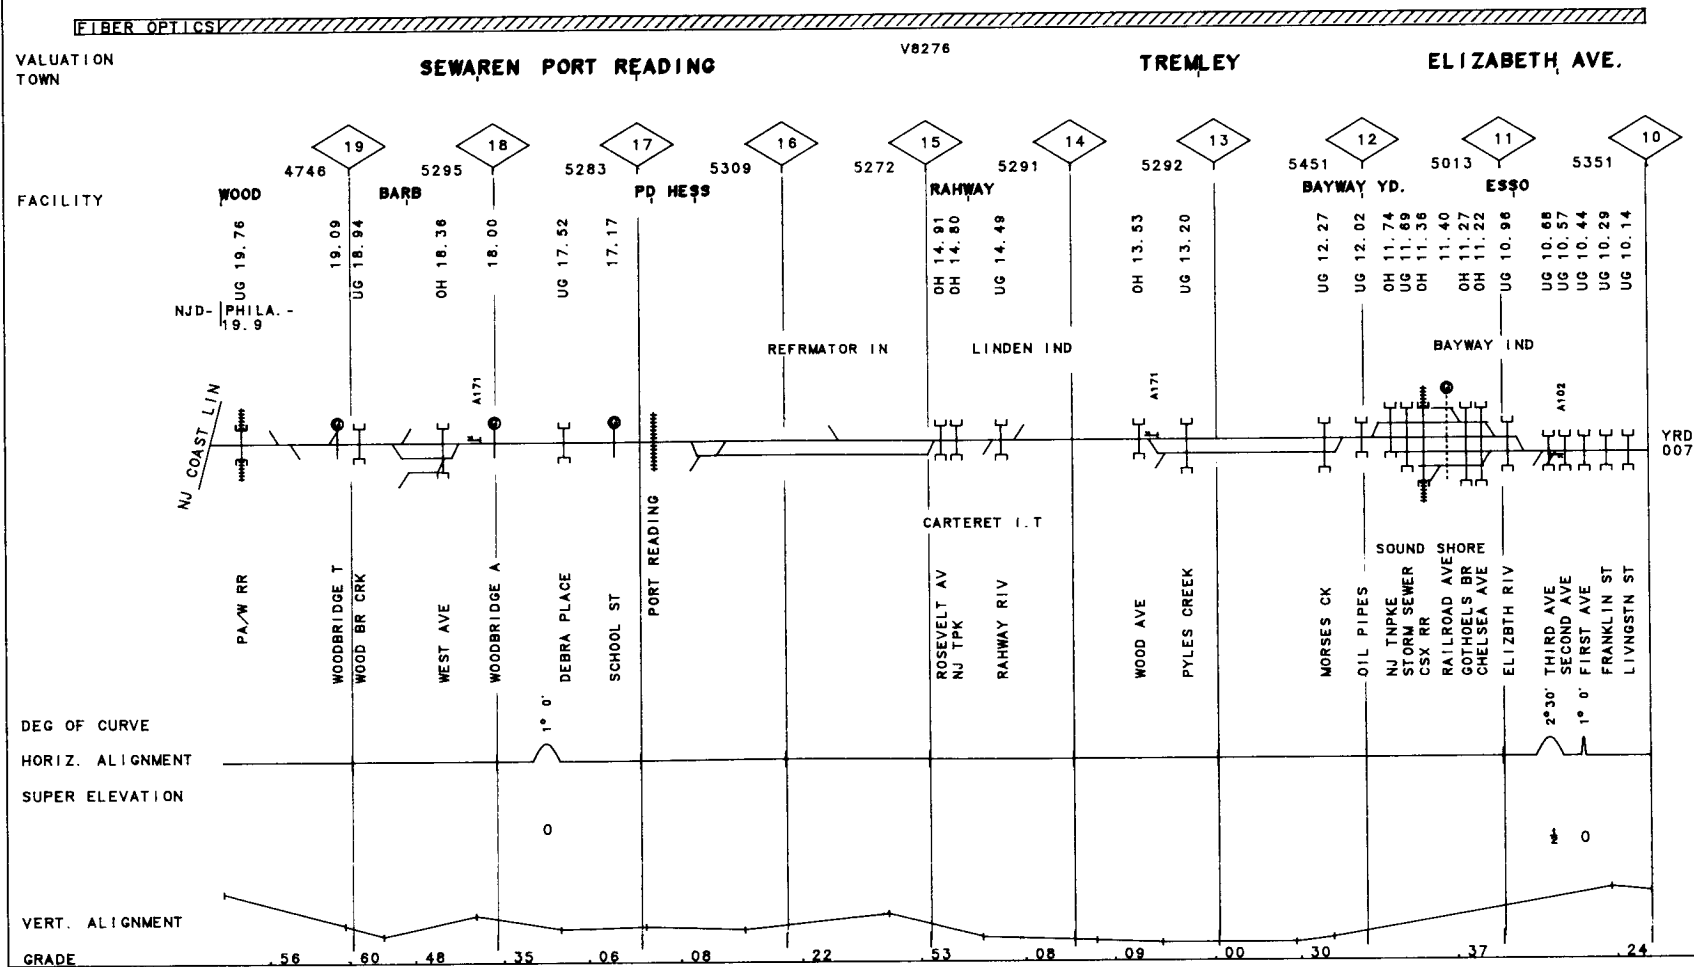 FIBER OPTICS
VALUATION V8276
TOWN SEWAREN PORT READING TREMLEY ELIZABETH AVE.
19 18 17 16 15 14 13 12 11 10
4746 5295 5283 5309 5272 5291 5292 5451 5013 5351
FACILITY WOOD BARB PD HESS RAHWAY BAYWAY YD. ESSO
UG 19.76
19.09
UG 18.94
OH 18.36
18.00
UG 17.52
17.17
OH 14.91
OH 14.80
UG 14.49
OH 13.53
UG 13.20
UG 12.27
UG 12.02
OH 11.74
UG 11.69
OH 11.36
11.40
OH 11.27
OH 11.22
UG 10.96
UG 10.68
UG 10.57
UG 10.44
UG 10.29
UG 10.14
NJD- PHILA. -
19.9
REFRMATOR IN LINDEN IND BAYWAY IND
A171 A171 A102
NJ COAST LIN
YRD
007
CARTERET I.T
SOUND SHORE
PA/W RR
WOODBRIDGE T
WOOD BR CRK
WEST AVE
WOODBRIDGE A
DEBRA PLACE
SCHOOL ST
PORT READING
ROSEVELT AV
NJ TPK
RAHWAY RIV
WOOD AVE
PYLES CREEK
MORSES CK
OIL PIPES
NJ TNPKE
STORM SEWER
CSX RR
RAILROAD AVE
GOTHOELS BR
CHELSEA AVE
ELIZBTH RIV
THIRD AVE
SECOND AVE
FIRST AVE
FRANKLIN ST
LIVNGSTN ST
DEG OF CURVE 1° 0' 2°30' 1° 0'
HORIZ. ALIGNMENT
SUPER ELEVATION
0 ½ 0
VERT. ALIGNMENT
GRADE .56 .60 .48 .35 .06 .08 .22 .53 .08 .09 .00 .30 .37 .24